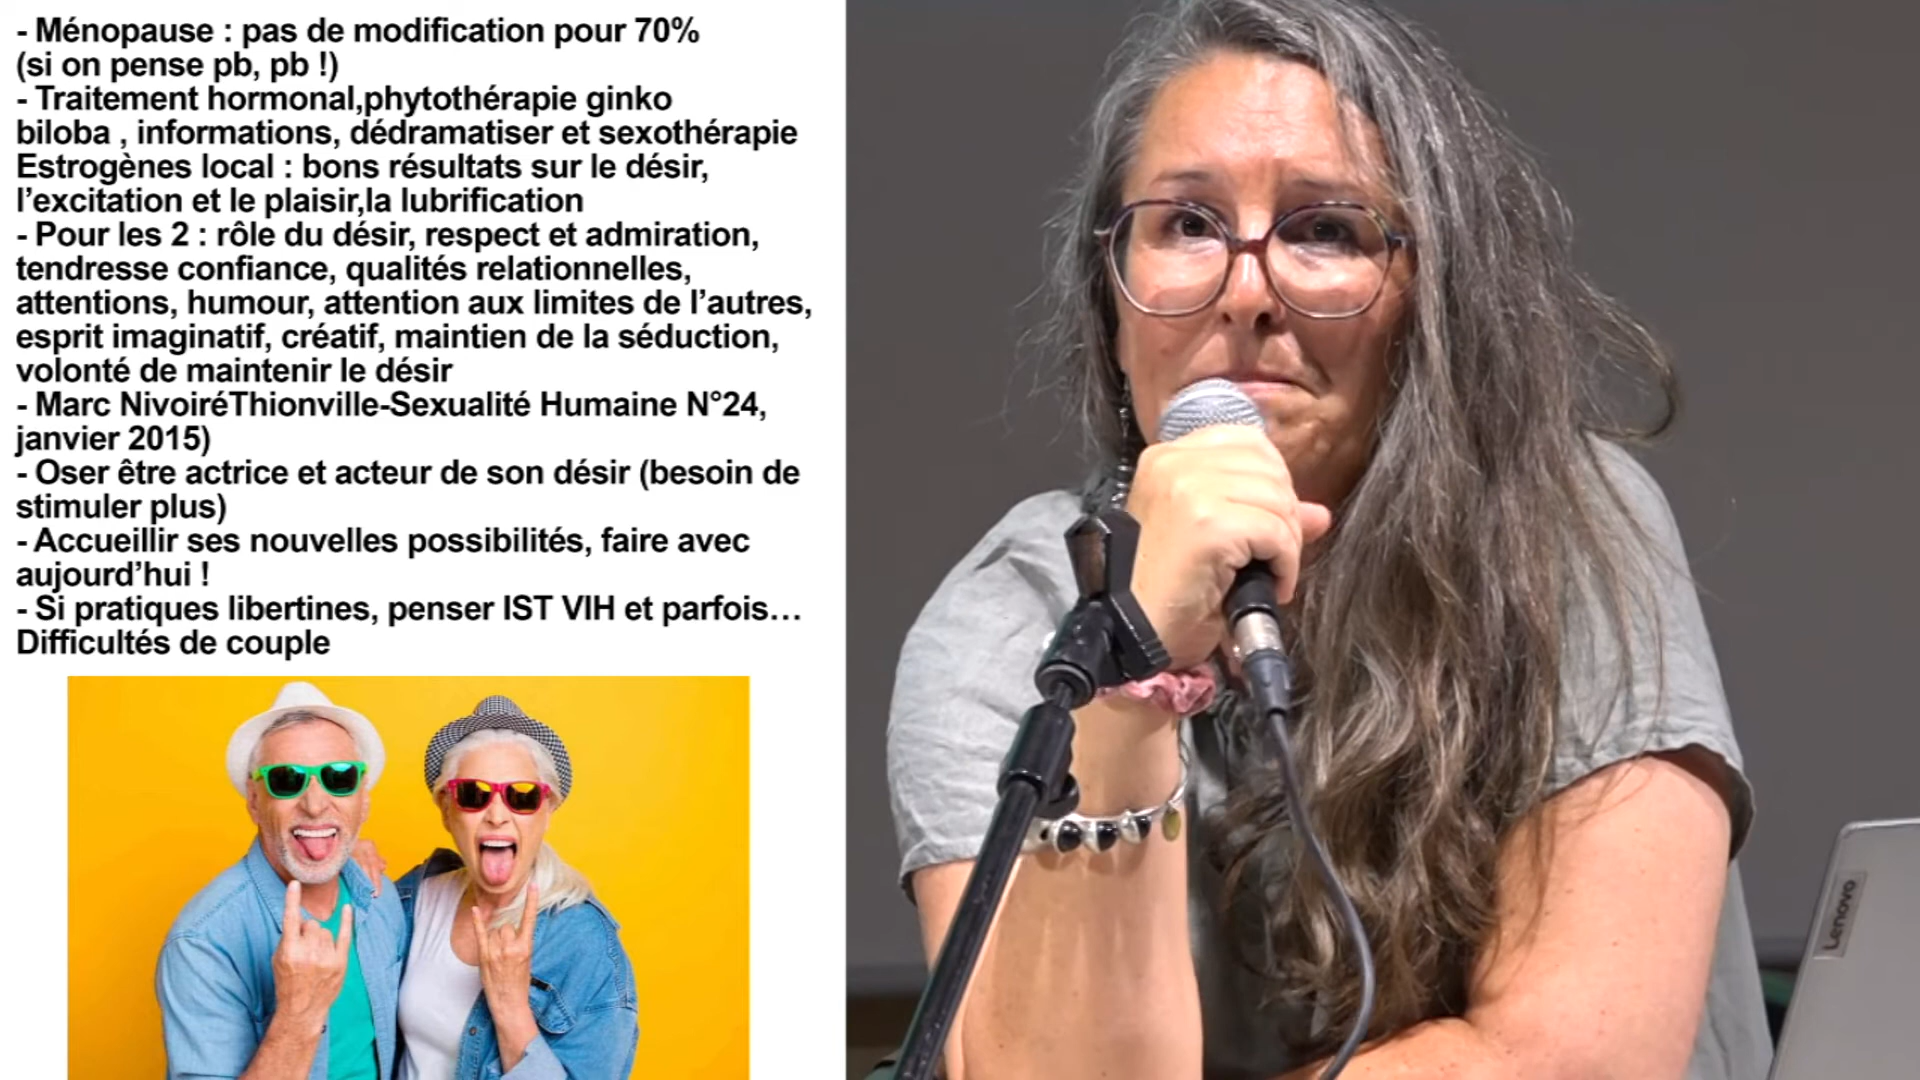 - Ménopause : pas de modification pour 70%
(si on pense pb, pb !)
- Traitement hormonal,phytothérapie ginko
biloba , informations, dédramatiser et sexothérapie
Estrogènes local : bons résultats sur le désir,
l’excitation et le plaisir,la lubrification
- Pour les 2 : rôle du désir, respect et admiration,
tendresse confiance, qualités relationnelles,
attentions, humour, attention aux limites de l’autres,
esprit imaginatif, créatif, maintien de la séduction,
volonté de maintenir le désir
- Marc NivoiréThionville-Sexualité Humaine N°24,
janvier 2015)
- Oser être actrice et acteur de son désir (besoin de
stimuler plus)
- Accueillir ses nouvelles possibilités, faire avec
aujourd’hui !
- Si pratiques libertines, penser IST VIH et parfois…
Difficultés de couple
Lenovo